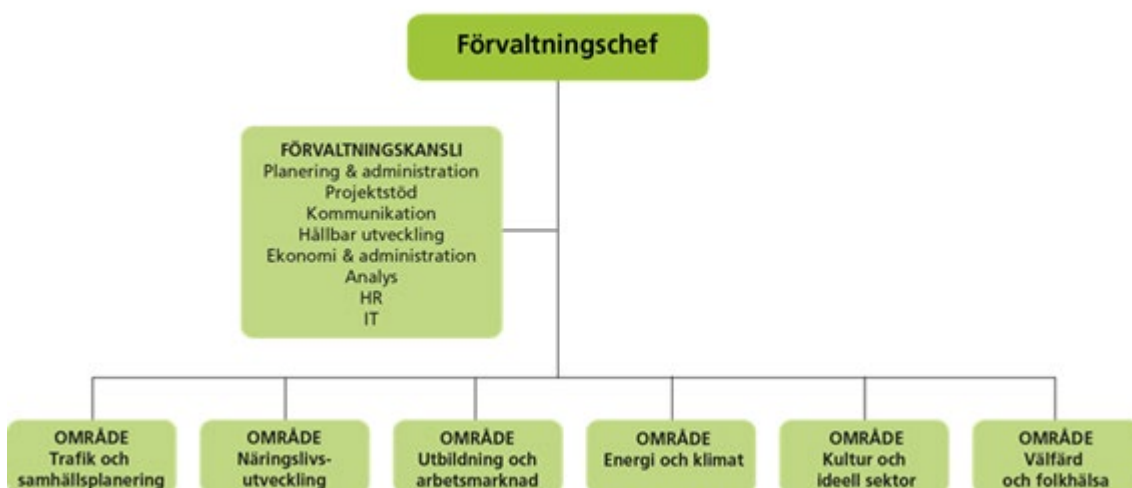 Förvaltningschef
FÖRVALTNINGSKANSLI
Planering & administration
Projektstöd
Kommunikation
Hållbar utveckling
Ekonomi & administration
Analys
HR
IT
OMRÅDE
Trafik och
samhällsplanering
OMRÅDE
Näringslivs-
utveckling
OMRÅDE
Utbildning och
arbetsmarknad
OMRÅDE
Energi och klimat
OMRÅDE
Kultur och
ideell sektor
OMRÅDE
Välfärd
och folkhälsa